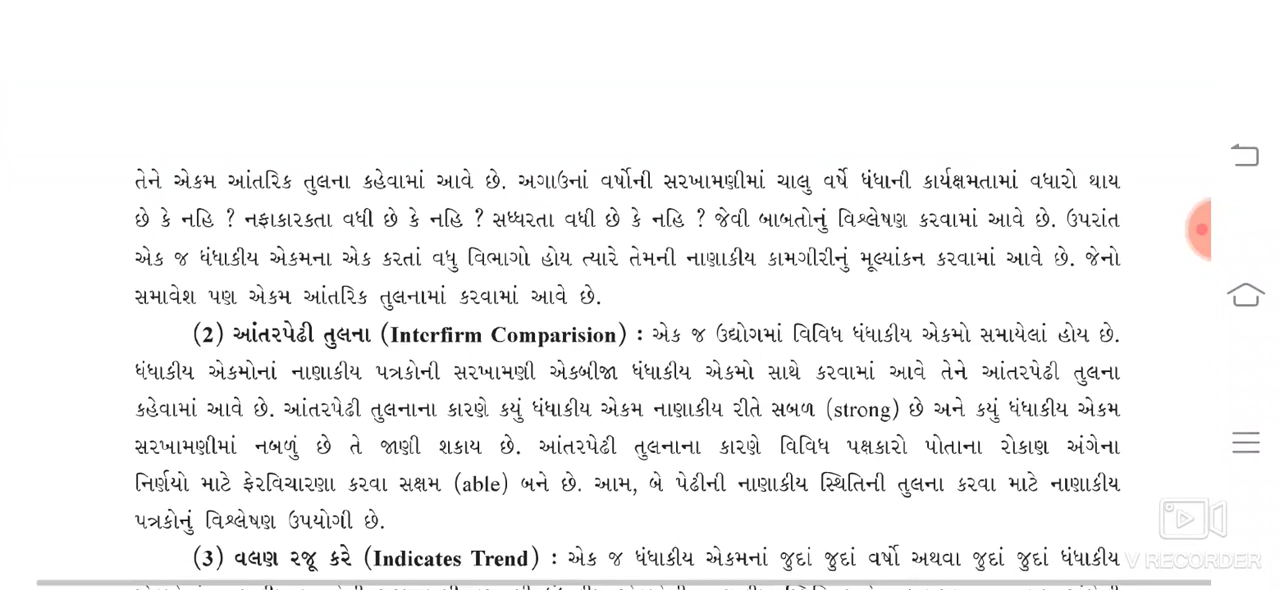 તેને એકમ આંતરિક તુલના કહેવામાં આવે છે. અગાઉનાં વર્ષોની સરખામણીમાં ચાલુ વર્ષે ધંધાની કાર્યક્ષમતામાં વધારો થાય
છે કે નહિ ? નફાકારકતા વધી છે કે નહિ ? સધ્ધરતા વધી છે કે નહિ ? જેવી બાબતોનું વિશ્લેષણ કરવામાં આવે છે. ઉપરાંત
એક જ ધંધાકીય એકમના એક કરતાં વધુ વિભાગો હોય ત્યારે તેમની નાણાકીય કામગીરીનું મૂલ્યાંકન કરવામાં આવે છે. જેનો
સમાવેશ પણ એકમ આંતરિક તુલનામાં કરવામાં આવે છે.
(2) આંતરપેઢી તુલના (Interfirm Comparision) : એક જ ઉદ્યોગમાં વિવિધ ધંધાકીય એકમો સમાયેલાં હોય છે.
ધંધાકીય એકમોનાં નાણાકીય પત્રકોની સરખામણી એકબીજા ધંધાકીય એકમો સાથે કરવામાં આવે તેને આંતરપેઢી તુલના
કહેવામાં આવે છે. આંતરપેઢી તુલનાના કારણે કયું ધંધાકીય એકમ નાણાકીય રીતે સબળ (strong) છે અને કયું ધંધાકીય એકમ
સરખામણીમાં નબળું છે તે જાણી શકાય છે. આંતરપેઢી તુલનાના કારણે વિવિધ પક્ષકારો પોતાના રોકાણ અંગેના
નિર્ણયો માટે ફેરવિચારણા કરવા સક્ષમ (able) બને છે. આમ, બે પેઢીની નાણાકીય સ્થિતિની તુલના કરવા માટે નાણાકીય
પત્રકોનું વિશ્લેષણ ઉપયોગી છે.
(3) વલણ રજૂ કરે (Indicates Trend) : એક જ ધંધાકીય એકમનાં જુદાં જુદાં વર્ષો અથવા જુદાં જુદાં ધંધાકીય
V RECORDER